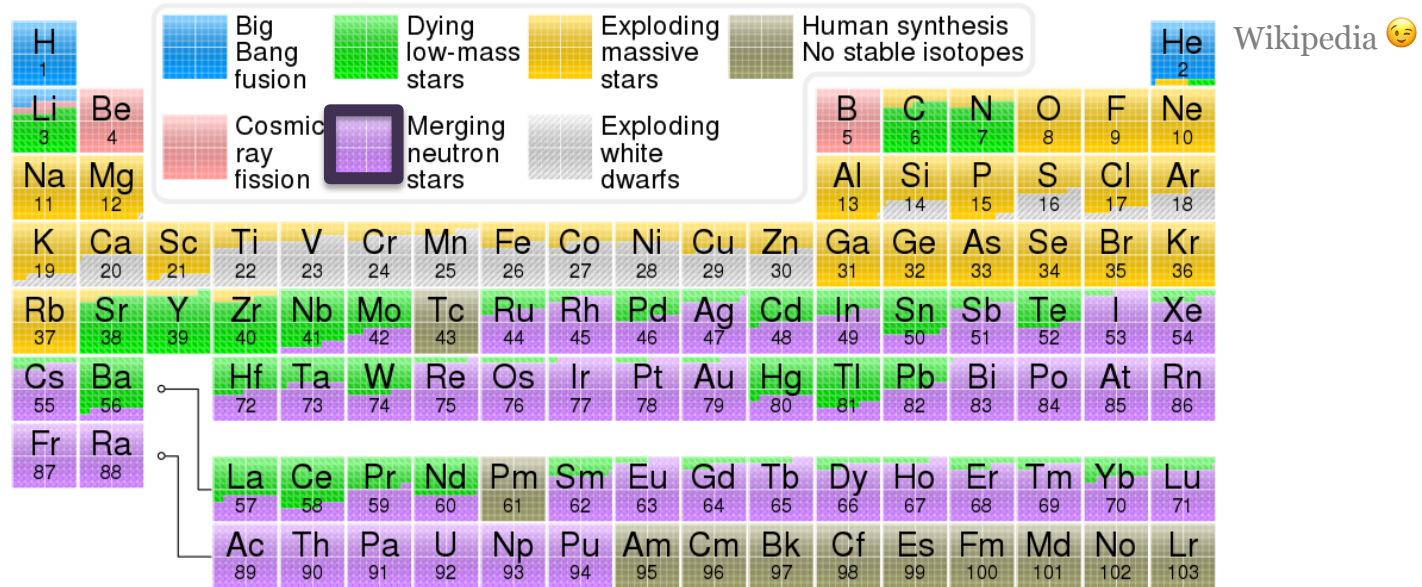 Big Bang fusion
Dying low-mass stars
Exploding massive stars
Human synthesis
No stable isotopes
Wikipedia 😉
Cosmic ray fission
Merging neutron stars
Exploding white dwarfs
H He
1 2
Li Be B C N O F Ne
3 4 5 6 7 8 9 10
Na Mg Al Si P S Cl Ar
11 12 13 14 15 16 17 18
K Ca Sc Ti V Cr Mn Fe Co Ni Cu Zn Ga Ge As Se Br Kr
19 20 21 22 23 24 25 26 27 28 29 30 31 32 33 34 35 36
Rb Sr Y Zr Nb Mo Tc Ru Rh Pd Ag Cd In Sn Sb Te I Xe
37 38 39 40 41 42 43 44 45 46 47 48 49 50 51 52 53 54
Cs Ba Hf Ta W Re Os Ir Pt Au Hg Tl Pb Bi Po At Rn
55 56 72 73 74 75 76 77 78 79 80 81 82 83 84 85 86
Fr Ra
87 88
La Ce Pr Nd Pm Sm Eu Gd Tb Dy Ho Er Tm Yb Lu
57 58 59 60 61 62 63 64 65 66 67 68 69 70 71
Ac Th Pa U Np Pu Am Cm Bk Cf Es Fm Md No Lr
89 90 91 92 93 94 95 96 97 98 99 100 101 102 103